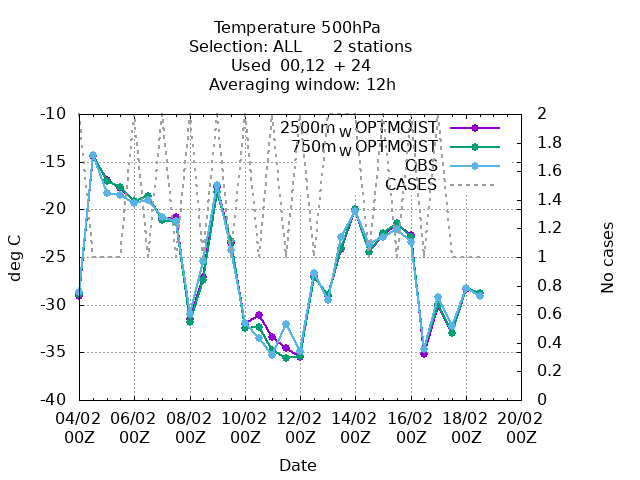 Temperature 500hPa
Selection: ALL 2 stations
Used 00,12 + 24
Averaging window: 12h
2500m W OPTMOIST
750m W OPTMOIST
OBS
CASES
-10
-15
-20
-25
-30
-35
-40
2
1.8
1.6
1.4
1.2
1
0.8
0.6
0.4
0.2
0
deg C
No cases
04/02 06/02 08/02 10/02 12/02 14/02 16/02 18/02 20/02
00Z 00Z 00Z 00Z 00Z 00Z 00Z 00Z 00Z
Date